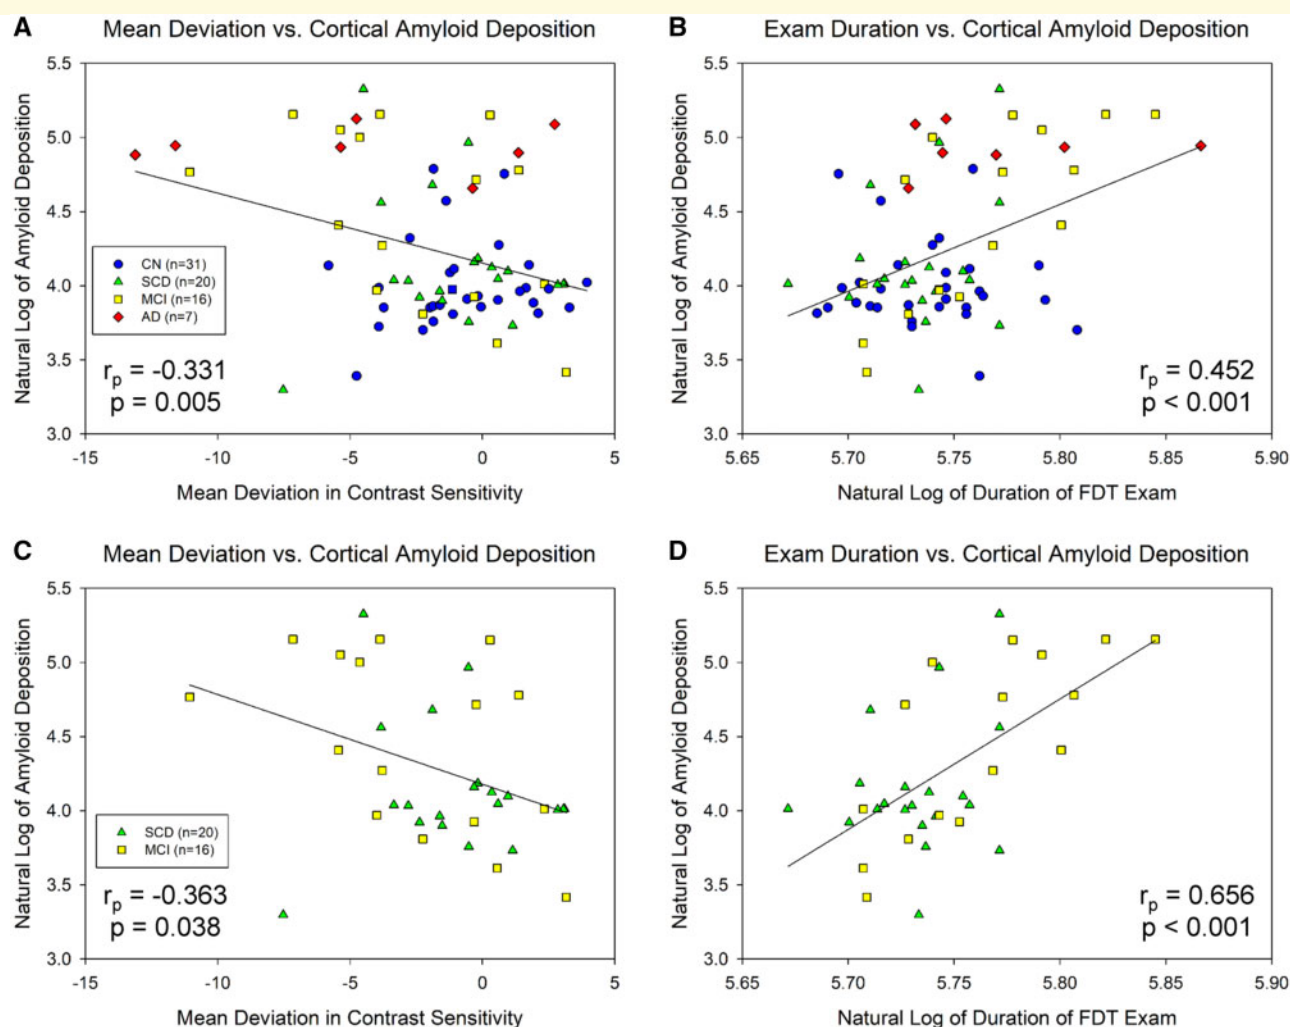 A
Mean Deviation vs. Cortical Amyloid Deposition
Natural Log of Amyloid Deposition
5.5
5.0
4.5
4.0
3.5
3.0
CN (n=31)
SCD (n=20)
MCI (n=16)
AD (n=7)
rp = -0.331
p = 0.005
-15 -10 -5 0 5
Mean Deviation in Contrast Sensitivity
B
Exam Duration vs. Cortical Amyloid Deposition
Natural Log of Amyloid Deposition
5.5
5.0
4.5
4.0
3.5
3.0
rp = 0.452
p < 0.001
5.65 5.70 5.75 5.80 5.85 5.90
Natural Log of Duration of FDT Exam
C
Mean Deviation vs. Cortical Amyloid Deposition
Natural Log of Amyloid Deposition
5.5
5.0
4.5
4.0
3.5
3.0
SCD (n=20)
MCI (n=16)
rp = -0.363
p = 0.038
-15 -10 -5 0 5
Mean Deviation in Contrast Sensitivity
D
Exam Duration vs. Cortical Amyloid Deposition
Natural Log of Amyloid Deposition
5.5
5.0
4.5
4.0
3.5
3.0
rp = 0.656
p < 0.001
5.65 5.70 5.75 5.80 5.85 5.90
Natural Log of Duration of FDT Exam